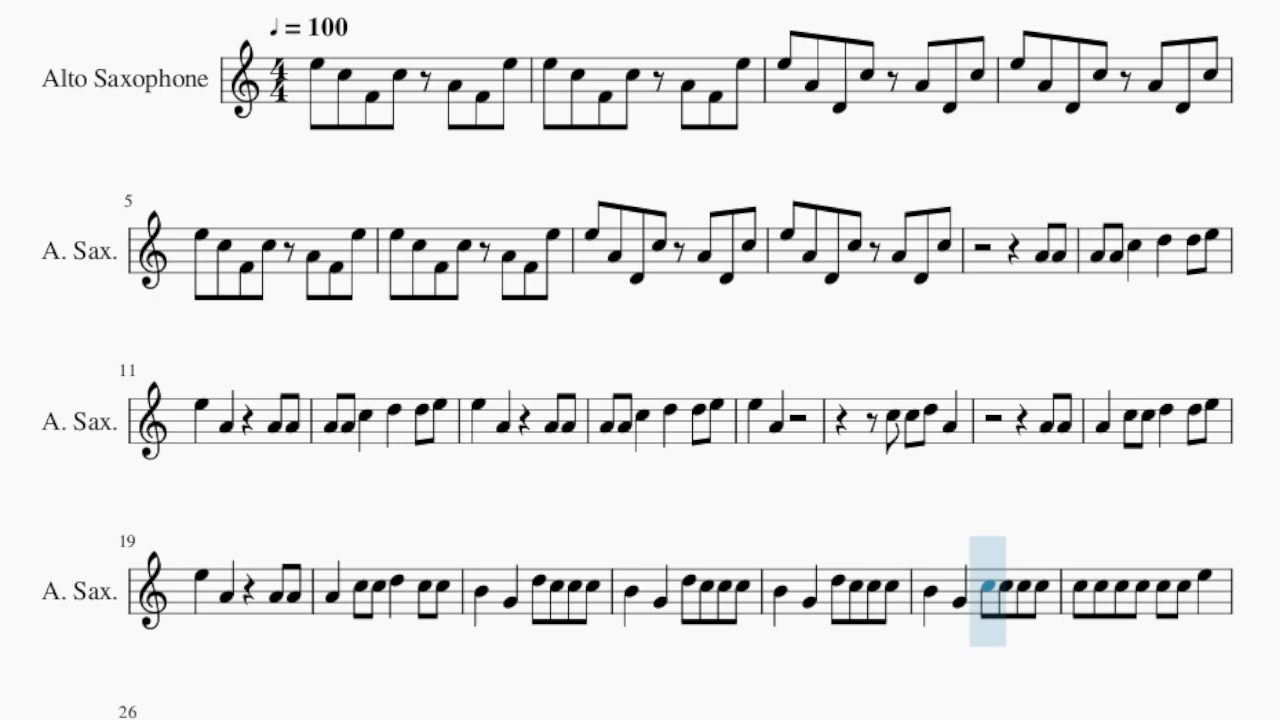 ♩ = 100
Alto Saxophone 4 4
5
A. Sax.
11
A. Sax.
19
A. Sax.
26